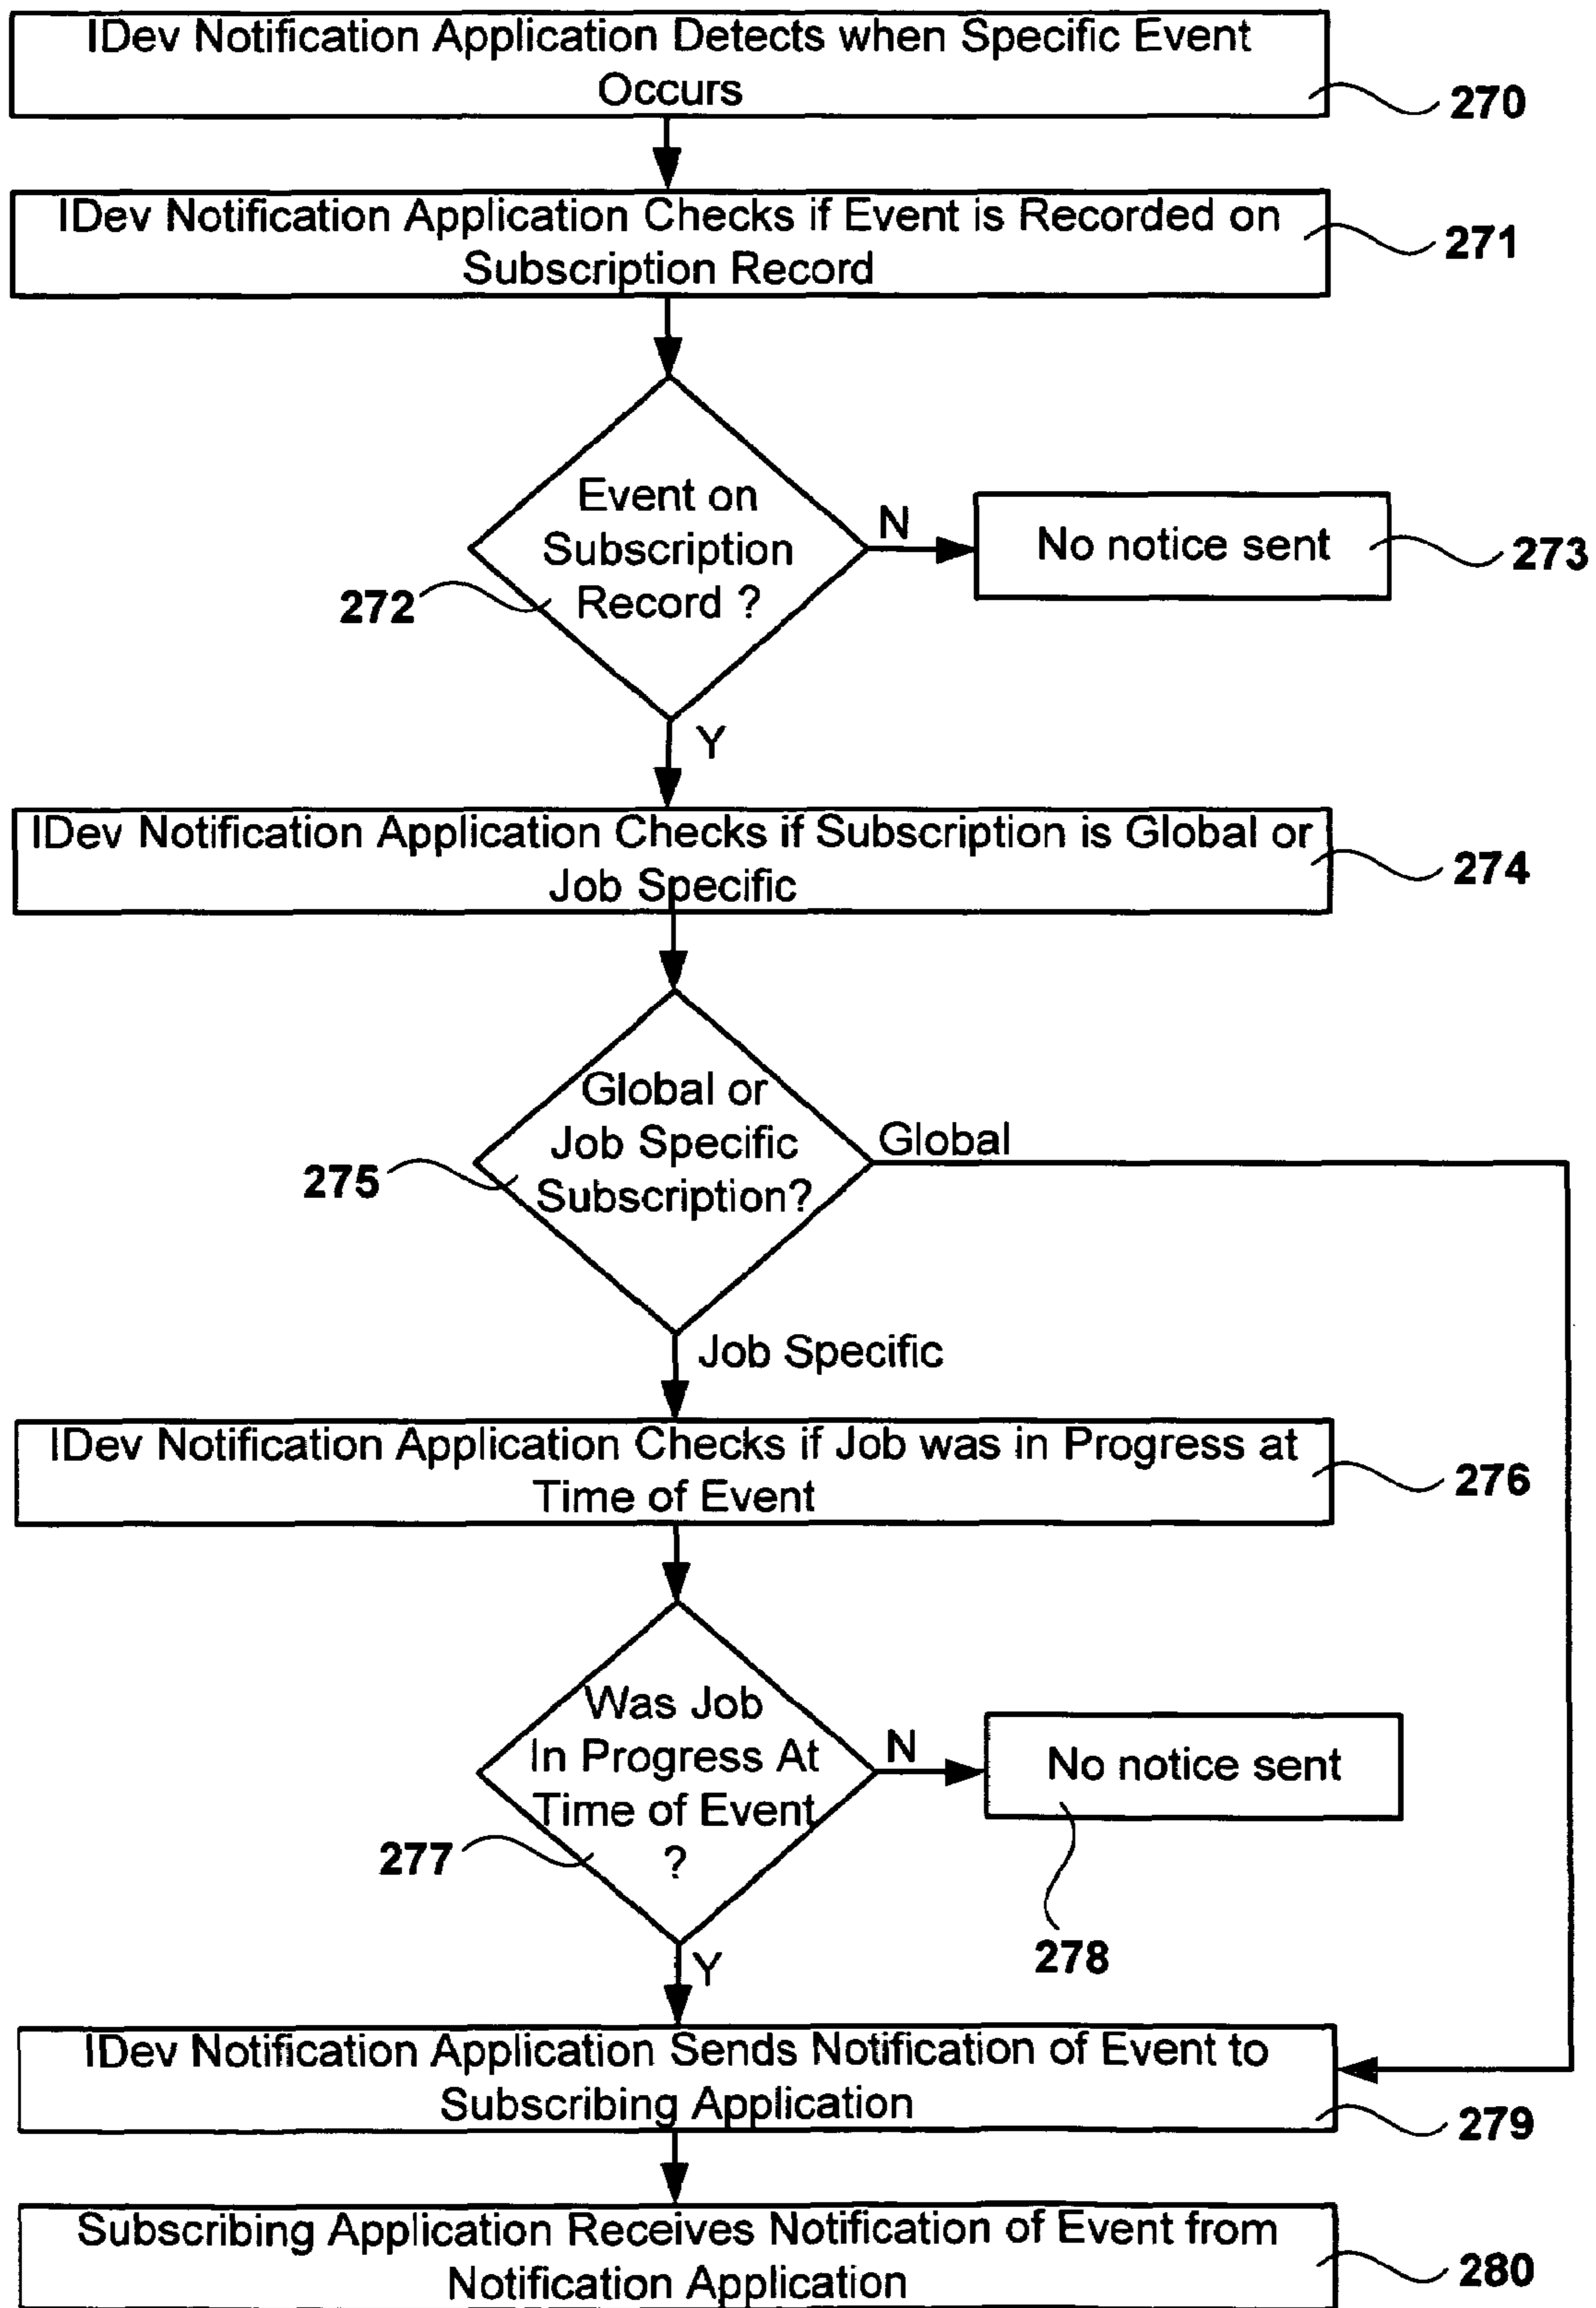 IDev Notification Application Detects when Specific Event
Occurs
270
IDev Notification Application Checks if Event is Recorded on
Subscription Record
271
Event on
Subscription
Record ?
272
N
No notice sent
273
Y
IDev Notification Application Checks if Subscription is Global or
Job Specific
274
Global or
Job Specific
Subscription?
275
Global
Job Specific
IDev Notification Application Checks if Job was in Progress at
Time of Event
276
Was Job
In Progress At
Time of Event
?
277
N
No notice sent
278
Y
IDev Notification Application Sends Notification of Event to
Subscribing Application
279
Subscribing Application Receives Notification of Event from
Notification Application
280